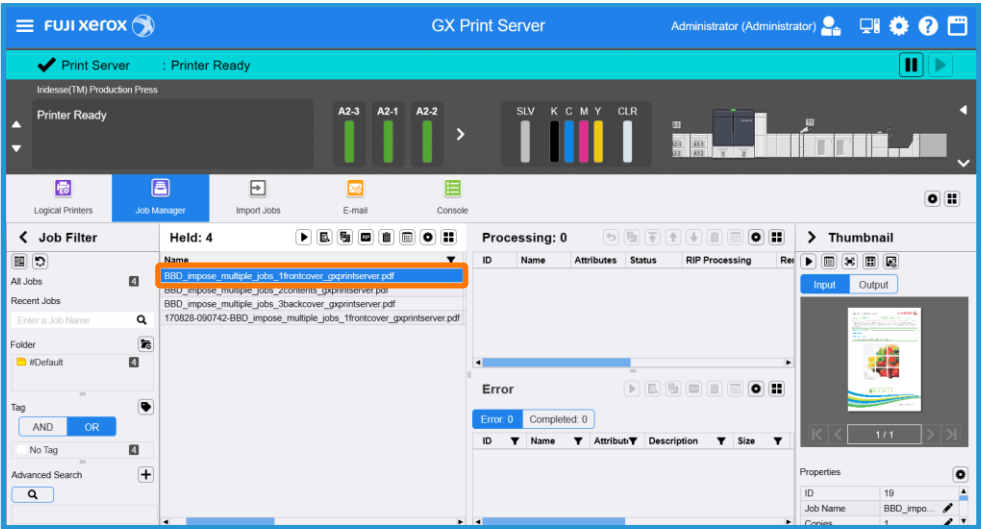 FUJI XEROX
GX Print Server
Administrator (Administrator)
Print Server : Printer Ready
Iridesse(TM) Production Press
Printer Ready
A2-3 A2-1 A2-2
SLV K C M Y CLR
Logical Printers
Job Manager
Import Jobs
E-mail
Console
Job Filter
All Jobs 4
Recent Jobs
Enter a Job Name
Folder
#Default 4
Tag
AND OR
No Tag 4
Advanced Search
Held: 4
Name
BBD_impose_multiple_jobs_1frontcover_gxprintserver.pdf
BBD_impose_multiple_jobs_2contents_gxprintserver.pdf
BBD_impose_multiple_jobs_3backcover_gxprintserver.pdf
170828-090742-BBD_impose_multiple_jobs_1frontcover_gxprintserver.pdf
Processing: 0
ID Name Attributes Status RIP Processing Rei
Error
Error: 0 Completed: 0
ID Name Attribut Description Size
Thumbnail
Input Output
1/1
Properties
ID 19
Job Name BBD_impo...
Copies 1